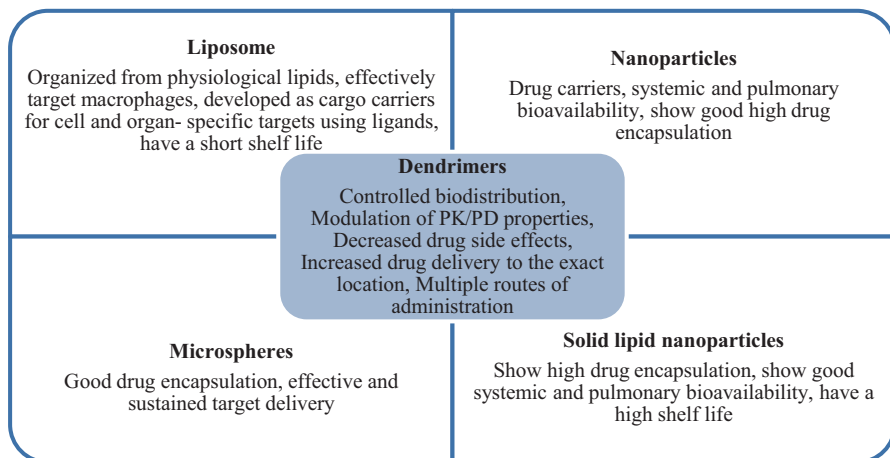 Liposome
Organized from physiological lipids, effectively
target macrophages, developed as cargo carriers
for cell and organ- specific targets using ligands,
have a short shelf life
Nanoparticles
Drug carriers, systemic and pulmonary
bioavailability, show good high drug
encapsulation
Dendrimers
Controlled biodistribution,
Modulation of PK/PD properties,
Decreased drug side effects,
Increased drug delivery to the exact
location, Multiple routes of
administration
Microspheres
Good drug encapsulation, effective and
sustained target delivery
Solid lipid nanoparticles
Show high drug encapsulation, show good
systemic and pulmonary bioavailability, have a
high shelf life